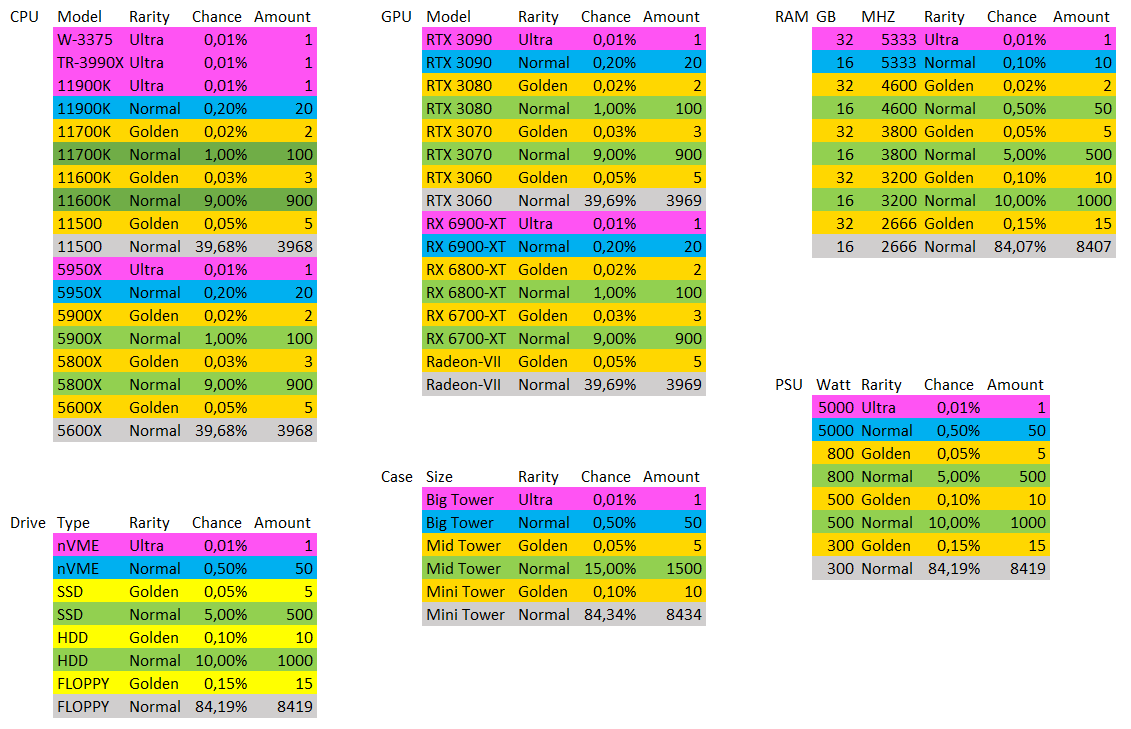 CPU Model Rarity Chance Amount
W-3375 Ultra 0,01% 1
TR-3990X Ultra 0,01% 1
11900K Ultra 0,01% 1
11900K Normal 0,20% 20
11700K Golden 0,02% 2
11700K Normal 1,00% 100
11600K Golden 0,03% 3
11600K Normal 9,00% 900
11500 Golden 0,05% 5
11500 Normal 39,68% 3968
5950X Ultra 0,01% 1
5950X Normal 0,20% 20
5900X Golden 0,02% 2
5900X Normal 1,00% 100
5800X Golden 0,03% 3
5800X Normal 9,00% 900
5600X Golden 0,05% 5
5600X Normal 39,68% 3968
GPU Model Rarity Chance Amount
RTX 3090 Ultra 0,01% 1
RTX 3090 Normal 0,20% 20
RTX 3080 Golden 0,02% 2
RTX 3080 Normal 1,00% 100
RTX 3070 Golden 0,03% 3
RTX 3070 Normal 9,00% 900
RTX 3060 Golden 0,05% 5
RTX 3060 Normal 39,69% 3969
RX 6900-XT Ultra 0,01% 1
RX 6900-XT Normal 0,20% 20
RX 6800-XT Golden 0,02% 2
RX 6800-XT Normal 1,00% 100
RX 6700-XT Golden 0,03% 3
RX 6700-XT Normal 9,00% 900
Radeon-VII Golden 0,05% 5
Radeon-VII Normal 39,69% 3969
RAM GB MHZ Rarity Chance Amount
32 5333 Ultra 0,01% 1
16 5333 Normal 0,10% 10
32 4600 Golden 0,02% 2
16 4600 Normal 0,50% 50
32 3800 Golden 0,05% 5
16 3800 Normal 5,00% 500
32 3200 Golden 0,10% 10
16 3200 Normal 10,00% 1000
32 2666 Golden 0,15% 15
16 2666 Normal 84,07% 8407
PSU Watt Rarity Chance Amount
5000 Ultra 0,01% 1
5000 Normal 0,50% 50
800 Golden 0,05% 5
800 Normal 5,00% 500
500 Golden 0,10% 10
500 Normal 10,00% 1000
300 Golden 0,15% 15
300 Normal 84,19% 8419
Case Size Rarity Chance Amount
Big Tower Ultra 0,01% 1
Big Tower Normal 0,50% 50
Mid Tower Golden 0,05% 5
Mid Tower Normal 15,00% 1500
Mini Tower Golden 0,10% 10
Mini Tower Normal 84,34% 8434
Drive Type Rarity Chance Amount
nVME Ultra 0,01% 1
nVME Normal 0,50% 50
SSD Golden 0,05% 5
SSD Normal 5,00% 500
HDD Golden 0,10% 10
HDD Normal 10,00% 1000
FLOPPY Golden 0,15% 15
FLOPPY Normal 84,19% 8419